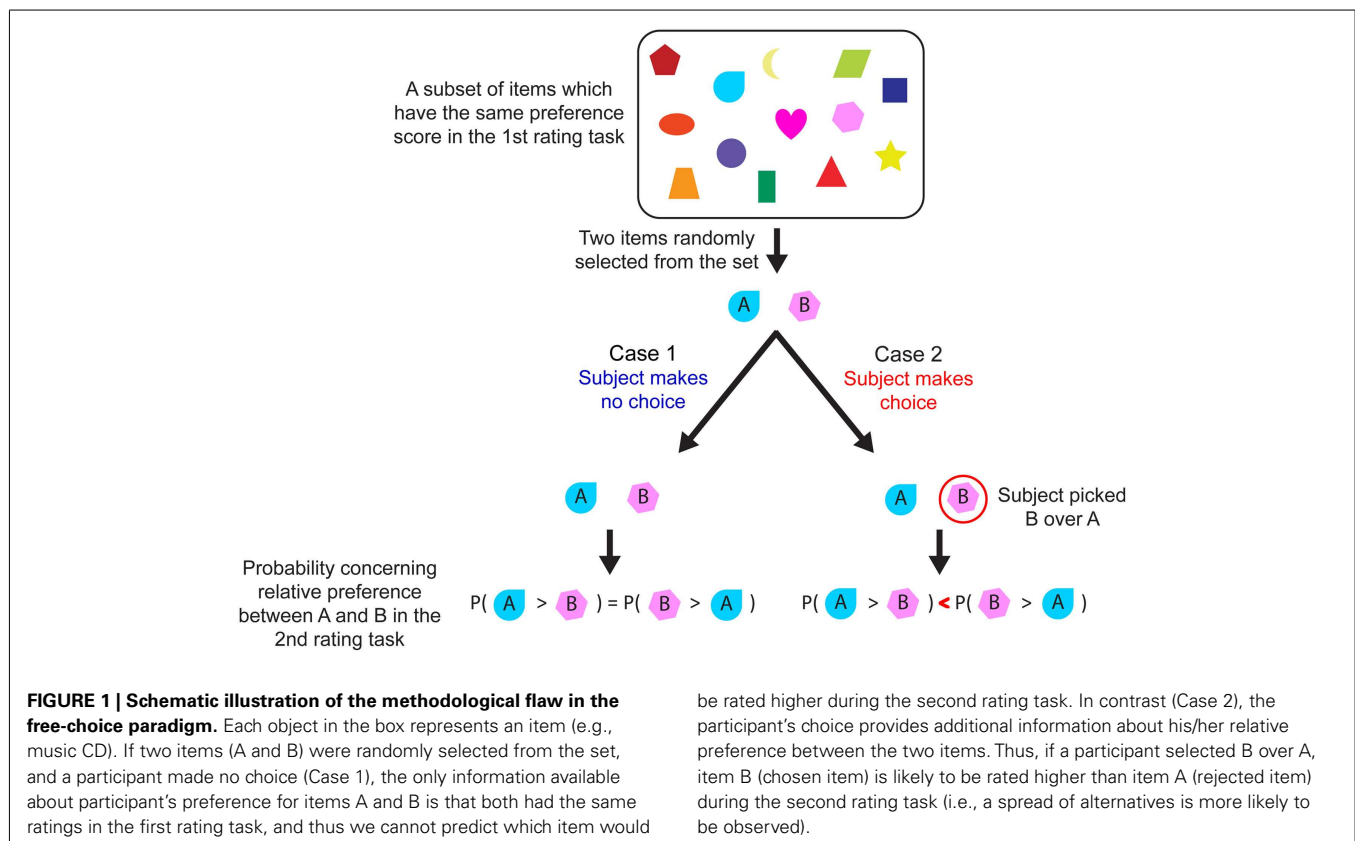 A subset of items which
have the same preference
score in the 1st rating task
Two items randomly
selected from the set
A B
Case 1
Subject makes
no choice
Case 2
Subject makes
choice
A B
A B
Subject picked
B over A
Probability concerning
relative preference
between A and B in the
2nd rating task
P( A > B ) = P( B > A )
P( A > B ) < P( B > A )
FIGURE 1 | Schematic illustration of the methodological flaw in the
free-choice paradigm. Each object in the box represents an item (e.g.,
music CD). If two items (A and B) were randomly selected from the set,
and a participant made no choice (Case 1), the only information available
about participant's preference for items A and B is that both had the same
ratings in the first rating task, and thus we cannot predict which item would
be rated higher during the second rating task. In contrast (Case 2), the
participant's choice provides additional information about his/her relative
preference between the two items. Thus, if a participant selected B over A,
item B (chosen item) is likely to be rated higher than item A (rejected item)
during the second rating task (i.e., a spread of alternatives is more likely to
be observed).